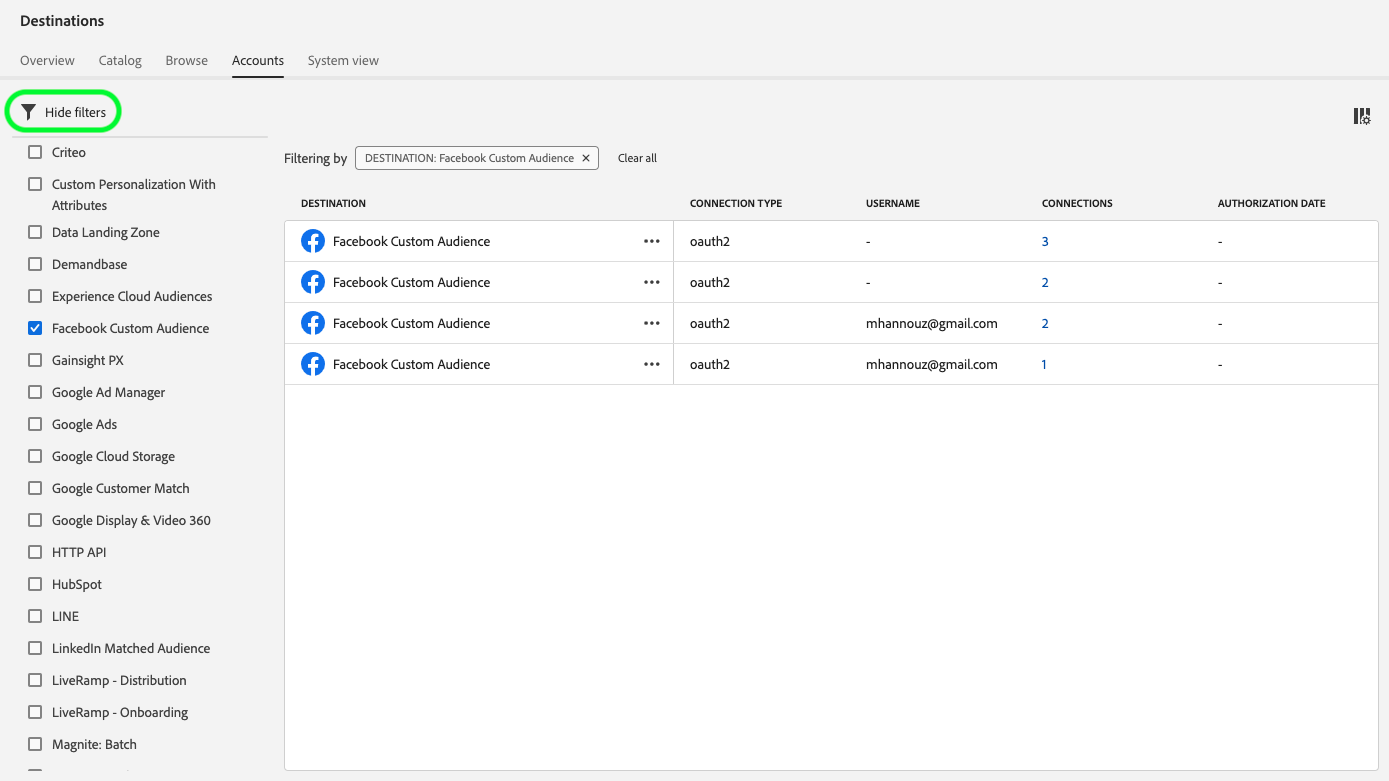 Destinations
Overview Catalog Browse Accounts System view
Hide filters
Criteo
Custom Personalization With
Attributes
Data Landing Zone
Demandbase
Experience Cloud Audiences
Facebook Custom Audience
Gainsight PX
Google Ad Manager
Google Ads
Google Cloud Storage
Google Customer Match
Google Display & Video 360
HTTP API
HubSpot
LINE
LinkedIn Matched Audience
LiveRamp - Distribution
LiveRamp - Onboarding
Magnite: Batch
Filtering by DESTINATION: Facebook Custom Audience ✕ Clear all
DESTINATION CONNECTION TYPE USERNAME CONNECTIONS AUTHORIZATION DATE
Facebook Custom Audience ••• oauth2 - 3 -
Facebook Custom Audience ••• oauth2 - 2 -
Facebook Custom Audience ••• oauth2 mhannouz@gmail.com 2 -
Facebook Custom Audience ••• oauth2 mhannouz@gmail.com 1 -